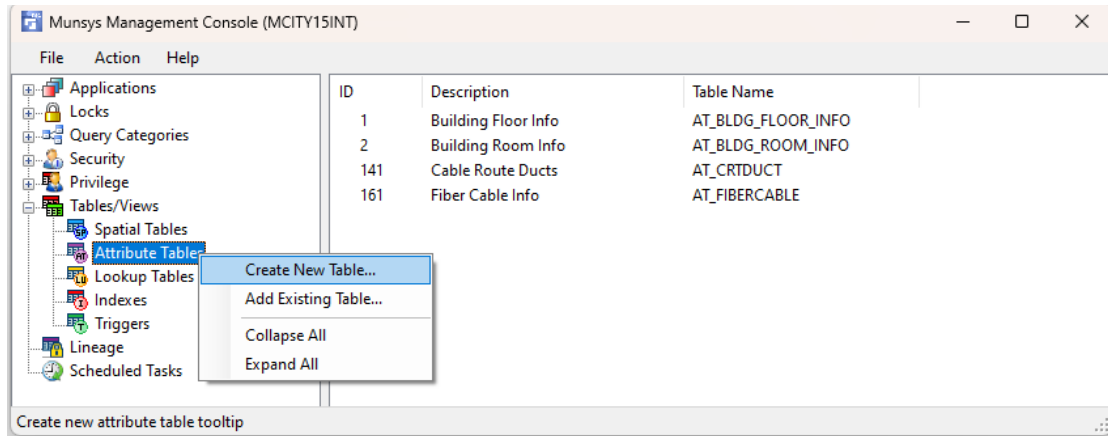 Munsys Management Console (MCITY15INT)
File Action Help
Applications
Locks
Query Categories
Security
Privilege
Tables/Views
Spatial Tables
Attribute Tables
Lookup Tables
Indexes
Triggers
Lineage
Scheduled Tasks
Create New Table...
Add Existing Table...
Collapse All
Expand All
ID Description Table Name
1 Building Floor Info AT_BLDG_FLOOR_INFO
2 Building Room Info AT_BLDG_ROOM_INFO
141 Cable Route Ducts AT_CRTDUCT
161 Fiber Cable Info AT_FIBERCABLE
Create new attribute table tooltip